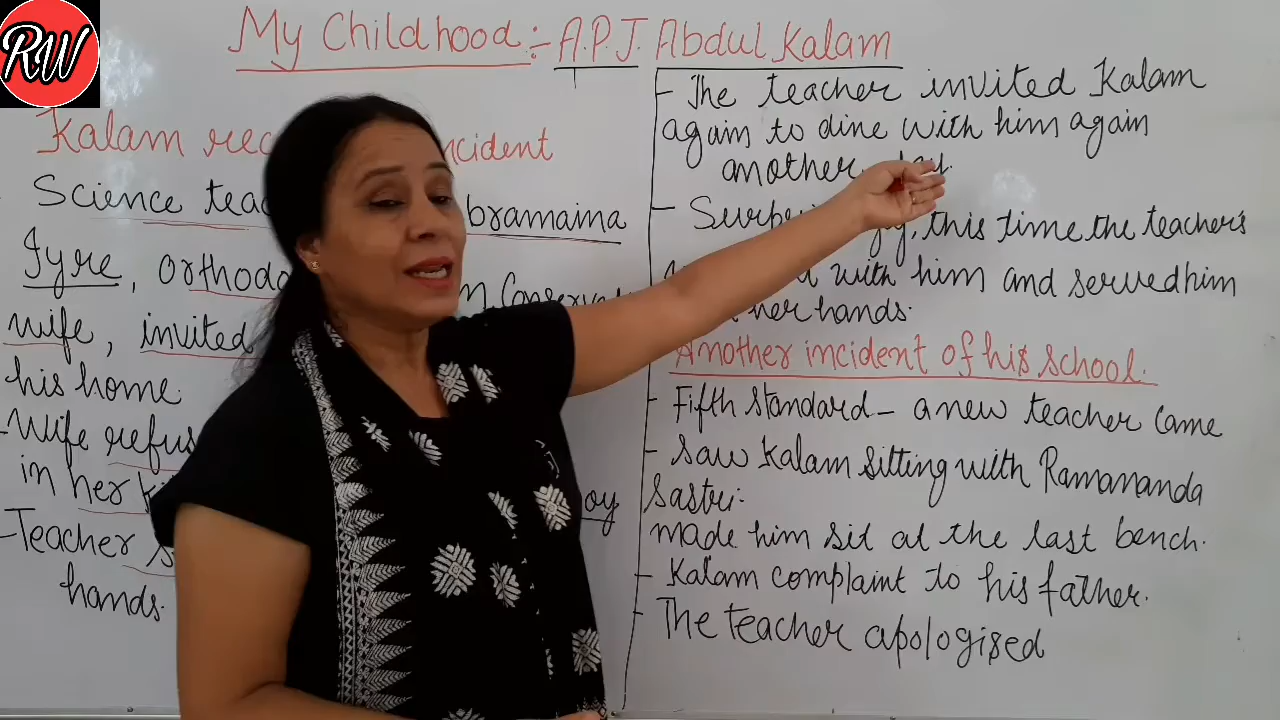 RW
My Childhood:- A.P.J. Abdul Kalam
Kalam incident
Science bramaina
Iyre, orthodo
wife, invited
his home.
- Wife refus
in her oy
- Teacher
hands.
- The teacher invited Kalam
again to dine with him again
another
- this time the teacher's
with him and served him
her hands.
Another incident of his school.
- Fifth standard - a new teacher came
- Saw Kalam sitting with Ramananda
Sastri:
made him sit at the last bench.
- Kalam complaint to his father.
- The teacher apologised